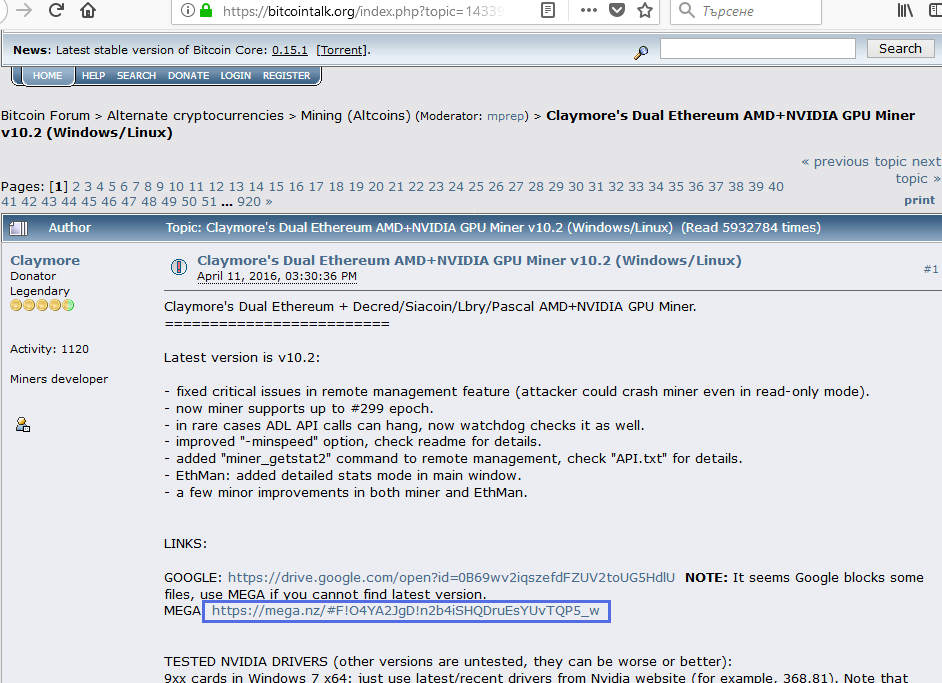 https://bitcointalk.org/index.php?topic=14339
Търсене
News: Latest stable version of Bitcoin Core: 0.15.1 [Torrent].
Search
HOME HELP SEARCH DONATE LOGIN REGISTER
Bitcoin Forum > Alternate cryptocurrencies > Mining (Altcoins) (Moderator: mprep) > Claymore's Dual Ethereum AMD+NVIDIA GPU Miner
v10.2 (Windows/Linux)
« previous topic next
topic »
Pages: [1] 2 3 4 5 6 7 8 9 10 11 12 13 14 15 16 17 18 19 20 21 22 23 24 25 26 27 28 29 30 31 32 33 34 35 36 37 38 39 40
41 42 43 44 45 46 47 48 49 50 51 ... 920 »
print
Author Topic: Claymore's Dual Ethereum AMD+NVIDIA GPU Miner v10.2 (Windows/Linux) (Read 5932784 times)
Claymore
Donator
Legendary
Activity: 1120
Miners developer
Claymore's Dual Ethereum AMD+NVIDIA GPU Miner v10.2 (Windows/Linux)
April 11, 2016, 03:30:36 PM
#1
Claymore's Dual Ethereum + Decred/Siacoin/Lbry/Pascal AMD+NVIDIA GPU Miner.
=========================
Latest version is v10.2:
- fixed critical issues in remote management feature (attacker could crash miner even in read-only mode).
- now miner supports up to #299 epoch.
- in rare cases ADL API calls can hang, now watchdog checks it as well.
- improved "-minspeed" option, check readme for details.
- added "miner_getstat2" command to remote management, check "API.txt" for details.
- EthMan: added detailed stats mode in main window.
- a few minor improvements in both miner and EthMan.
LINKS:
GOOGLE: https://drive.google.com/open?id=0B69wv2iqszefdFZUV2toUG5HdlU NOTE: It seems Google blocks some
files, use MEGA if you cannot find latest version.
MEGA https://mega.nz/#F!O4YA2JgD!n2b4iSHQDruEsYUvTQP5_w
TESTED NVIDIA DRIVERS (other versions are untested, they can be worse or better):
9xx cards in Windows 7 x64: just use latest/recent drivers from Nvidia website (for example, 368.81). Note that